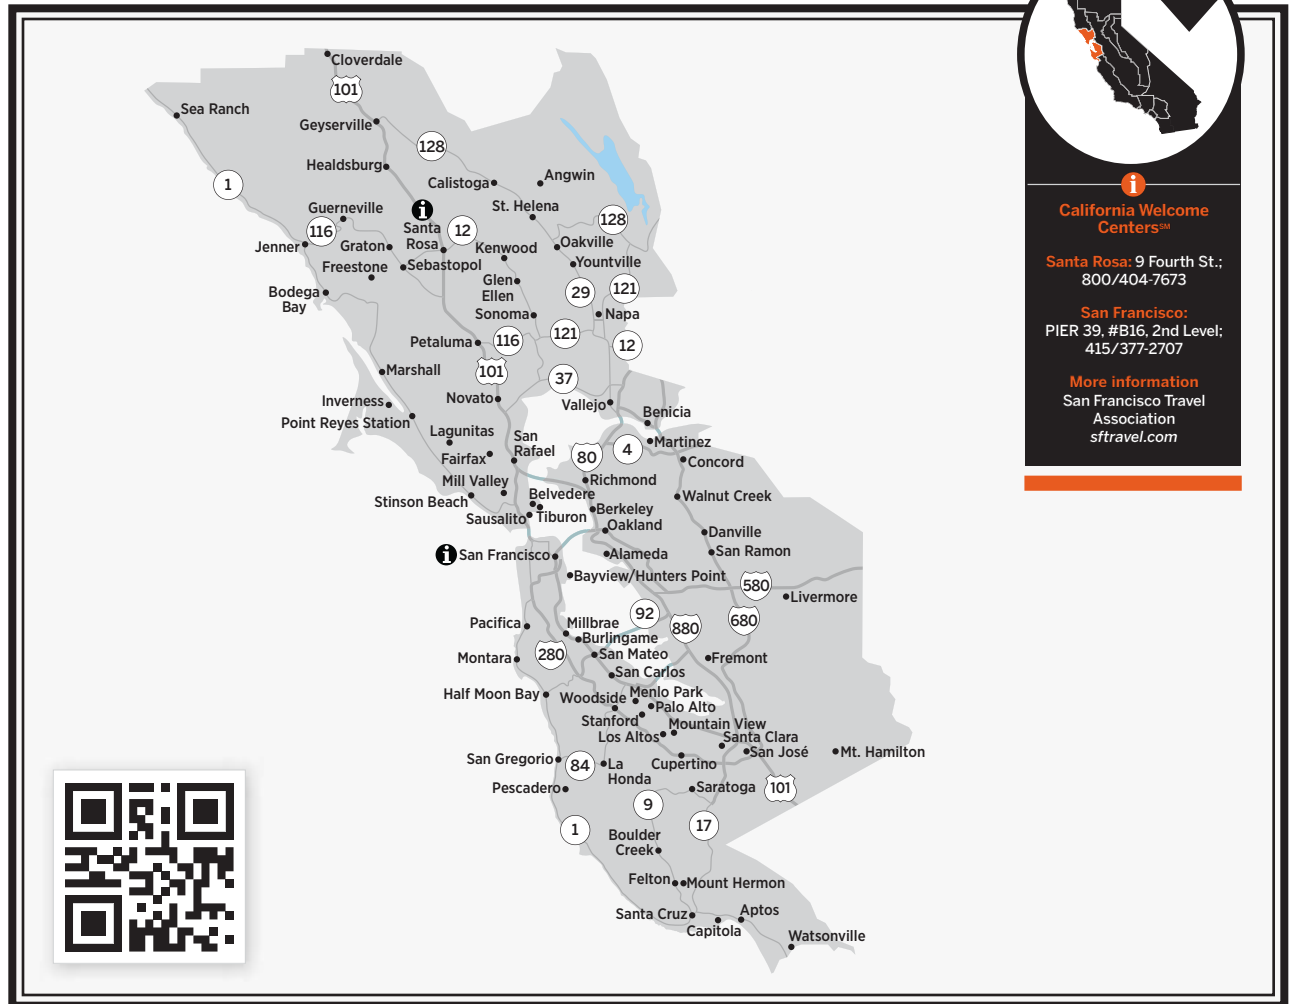 Cloverdale
101
Sea Ranch
Geyserville
128
Healdsburg
Calistoga
Angwin
1
St. Helena
Guerneville
128
116
Santa
Rosa
12
Jenner
Graton
Kenwood
Oakville
Freestone
Sebastopol
Yountville
Bodega
Bay
Glen
Ellen
29
121
Sonoma
Napa
Petaluma
116
121
12
101
Marshall
37
Inverness
Novato
Vallejo
Benicia
Point Reyes Station
Lagunitas
San
Rafael
Martinez
Fairfax
80
4
Concord
Mill Valley
Richmond
Stinson Beach
Belvedere
Walnut Creek
Sausalito
Tiburon
Berkeley
Oakland
Danville
San Francisco
Alameda
San Ramon
Bayview/Hunters Point
580
Livermore
92
Pacifica
Millbrae
880
680
Burlingame
Montara
280
San Mateo
Fremont
San Carlos
Half Moon Bay
Woodside
Menlo Park
Palo Alto
Stanford
Mountain View
Los Altos
Santa Clara
San Gregorio
84
La
Honda
Cupertino
San José
Mt. Hamilton
Pescadero
Saratoga
101
9
1
17
Boulder
Creek
Felton
Mount Hermon
Santa Cruz
Aptos
Capitola
Watsonville
i
California Welcome
Centers℠
Santa Rosa: 9 Fourth St.;
800/404-7673
San Francisco:
PIER 39, #B16, 2nd Level;
415/377-2707
More information
San Francisco Travel
Association
sftravel.com